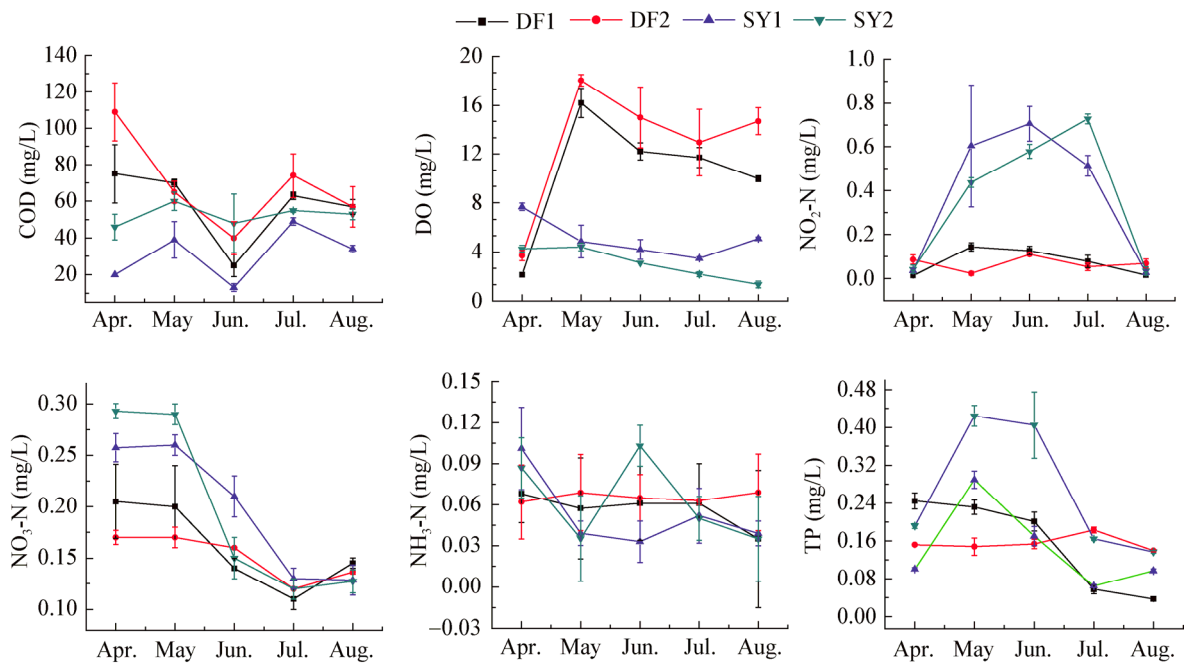 DF1 DF2 SY1 SY2
COD (mg/L)
140
120
100
80
60
40
20
Apr. May Jun. Jul. Aug.
DO (mg/L)
20
16
12
8
4
0
Apr. May Jun. Jul. Aug.
NO₂-N (mg/L)
1.0
0.8
0.6
0.4
0.2
0.0
Apr. May Jun. Jul. Aug.
NO₃-N (mg/L)
0.30
0.25
0.20
0.15
0.10
Apr. May Jun. Jul. Aug.
NH₃-N (mg/L)
0.15
0.12
0.09
0.06
0.03
0.00
–0.03
Apr. May Jun. Jul. Aug.
TP (mg/L)
0.48
0.40
0.32
0.24
0.16
0.08
0.00
Apr. May Jun. Jul. Aug.